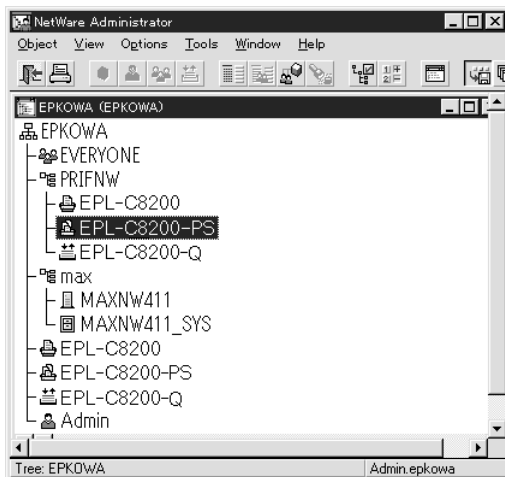 NetWare Administrator
Object View Options Tools Window Help
EPKOWA (EPKOWA)
EPKOWA
EVERYONE
PRIFNW
EPL-C8200
EPL-C8200-PS
EPL-C8200-Q
max
MAXNW411
MAXNW411_SYS
EPL-C8200
EPL-C8200-PS
EPL-C8200-Q
Admin
Tree: EPKOWA Admin.epkowa